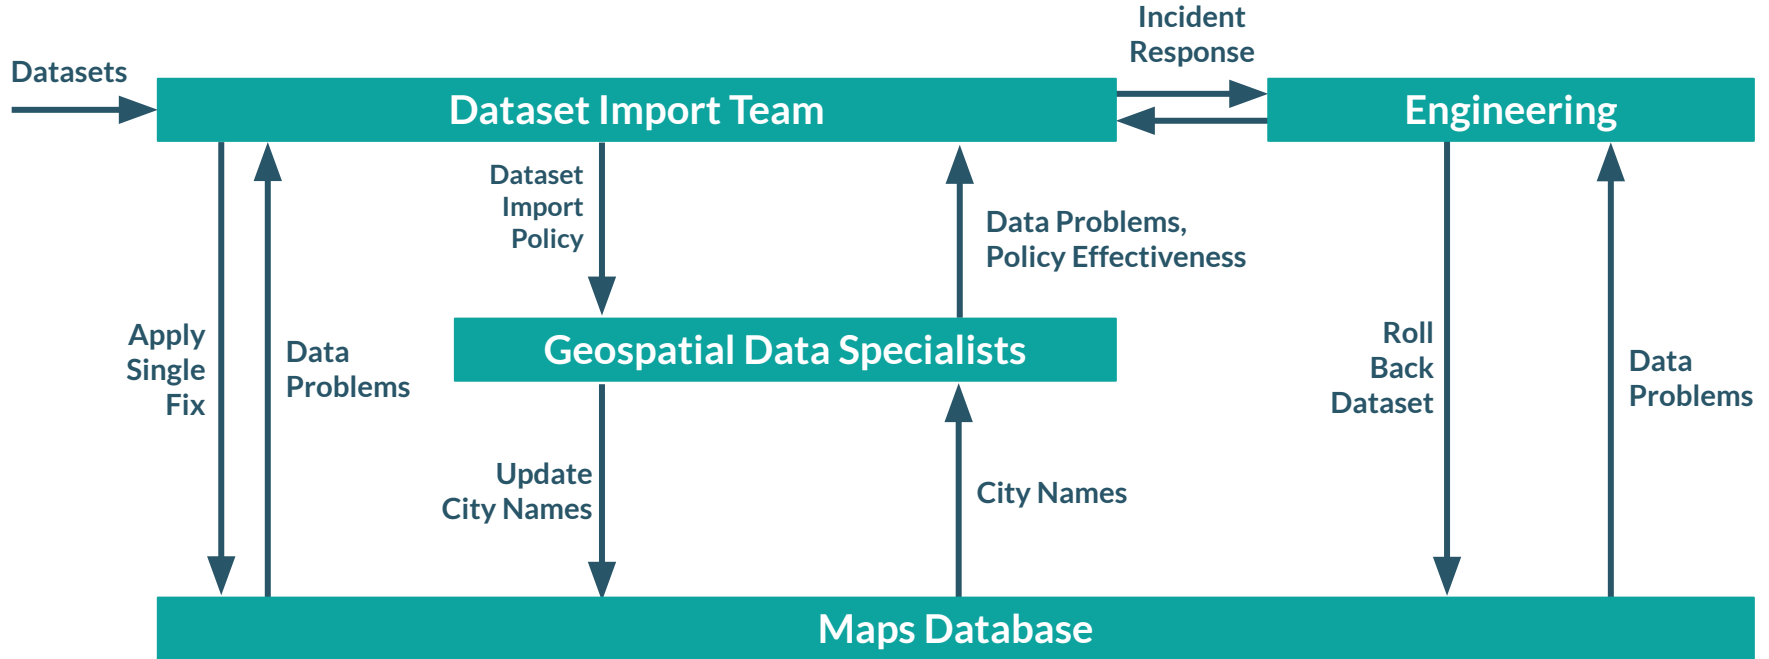 Incident
Response
Datasets
Dataset Import Team
Engineering
Dataset
Import
Policy
Data Problems,
Policy Effectiveness
Apply
Single
Fix
Data
Problems
Geospatial Data Specialists
Roll
Back
Dataset
Data
Problems
Update
City Names
City Names
Maps Database